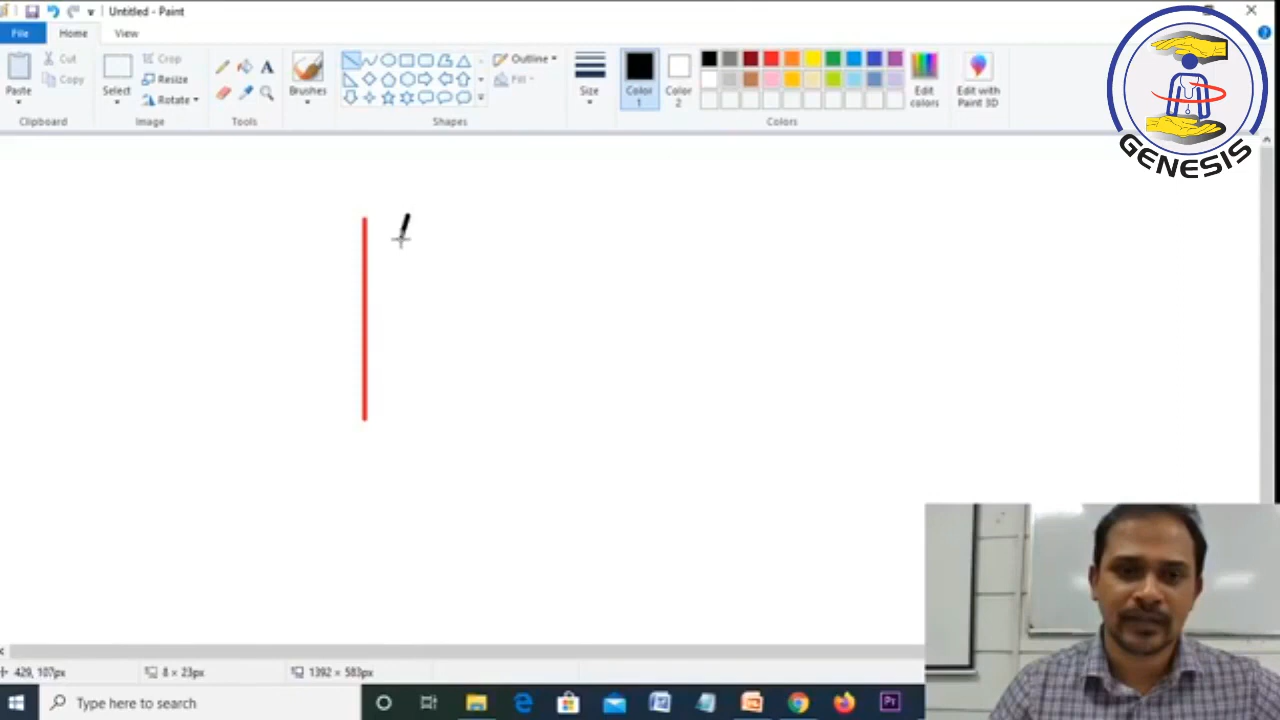 Untitled - Paint
File Home View
Paste
Cut
Copy
Clipboard
Select
Crop
Resize
Rotate
Image
A
Tools
Brushes
Outline
Fill
Shapes
Size
Color 1
Color 2
Colors
Edit colors
Edit with Paint 3D
GENESIS
429, 107px 8 × 23px 1392 × 583px
Type here to search
Pr